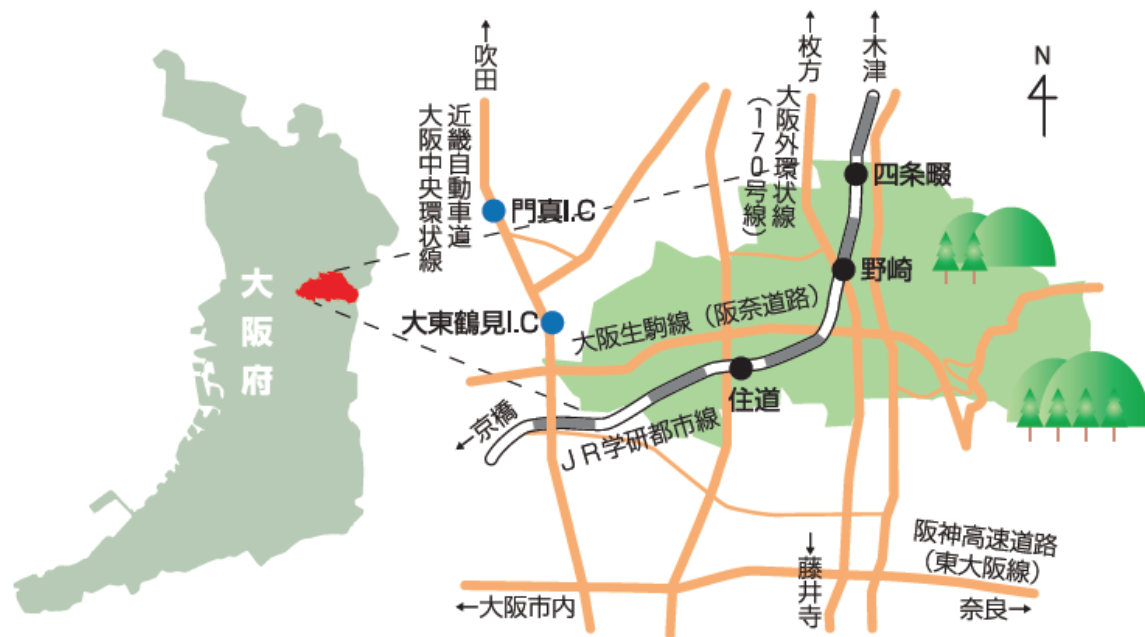 ↑吹田
近畿自動車道
大阪中央環状線
↑枚方
大阪外環状線
(170号線)
↑木津
N
四条畷
門真I.C
野崎
大阪府
大東鶴見I.C
大阪生駒線(阪奈道路)
住道
←京橋
JR学研都市線
阪神高速道路
(東大阪線)
←大阪市内
↓藤井寺
奈良→